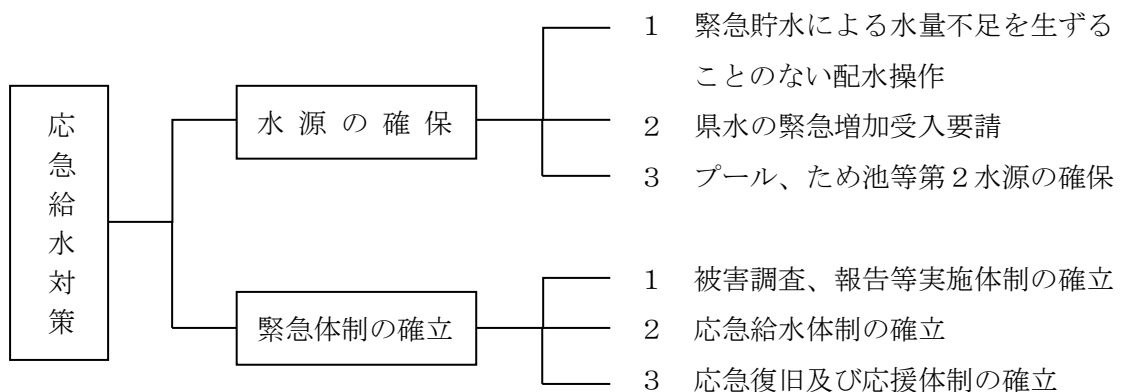 応急給水対策
水源の確保
1 緊急貯水による水量不足を生ずる
ことのない配水操作
2 県水の緊急増加受入要請
3 プール、ため池等第2水源の確保
緊急体制の確立
1 被害調査、報告等実施体制の確立
2 応急給水体制の確立
3 応急復旧及び応援体制の確立